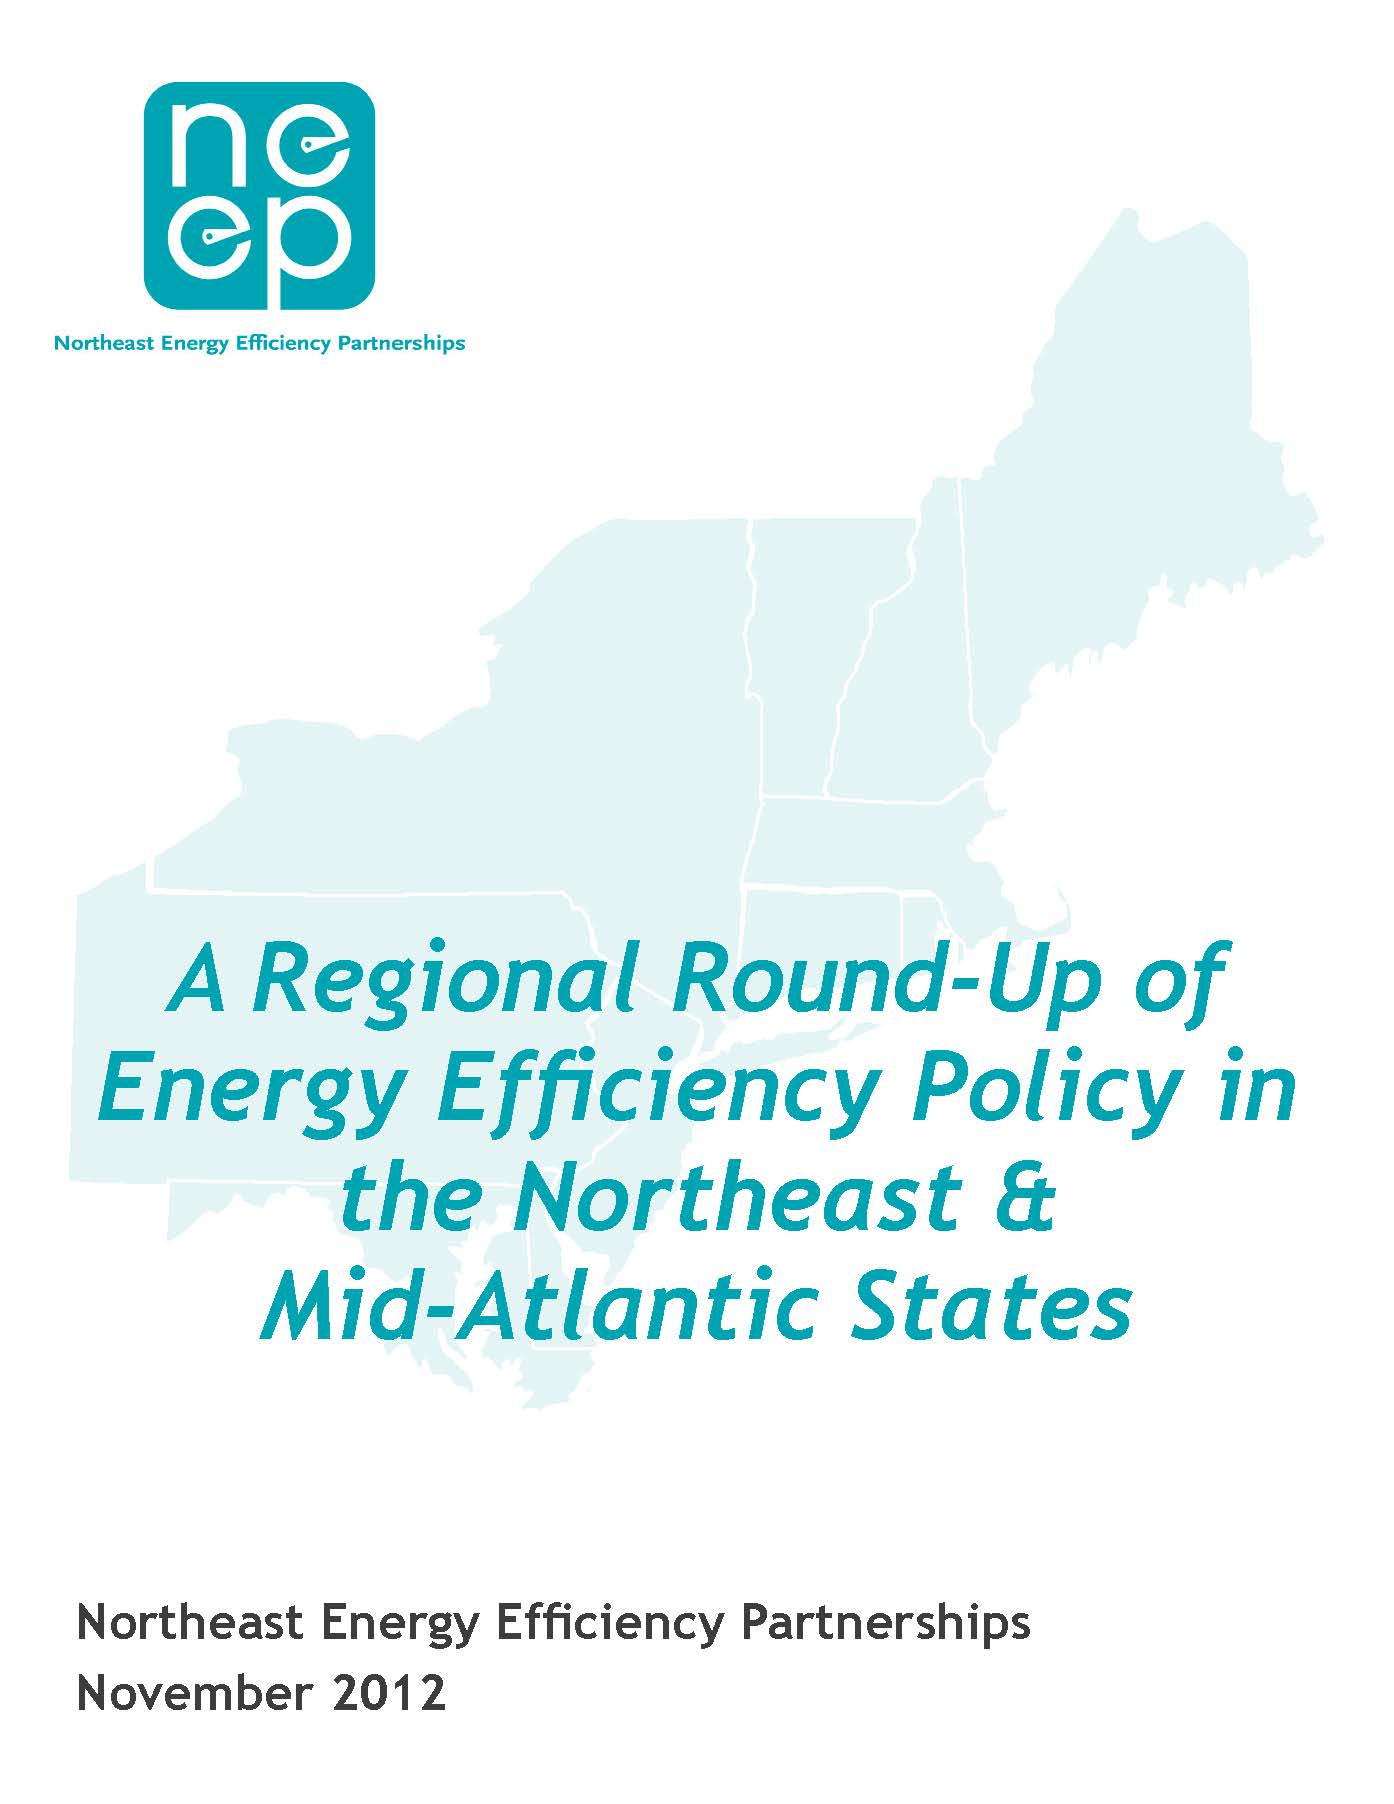 ne
ep
Northeast Energy Efficiency Partnerships
A Regional Round-Up of
Energy Efficiency Policy in
the Northeast &
Mid-Atlantic States
Northeast Energy Efficiency Partnerships
November 2012